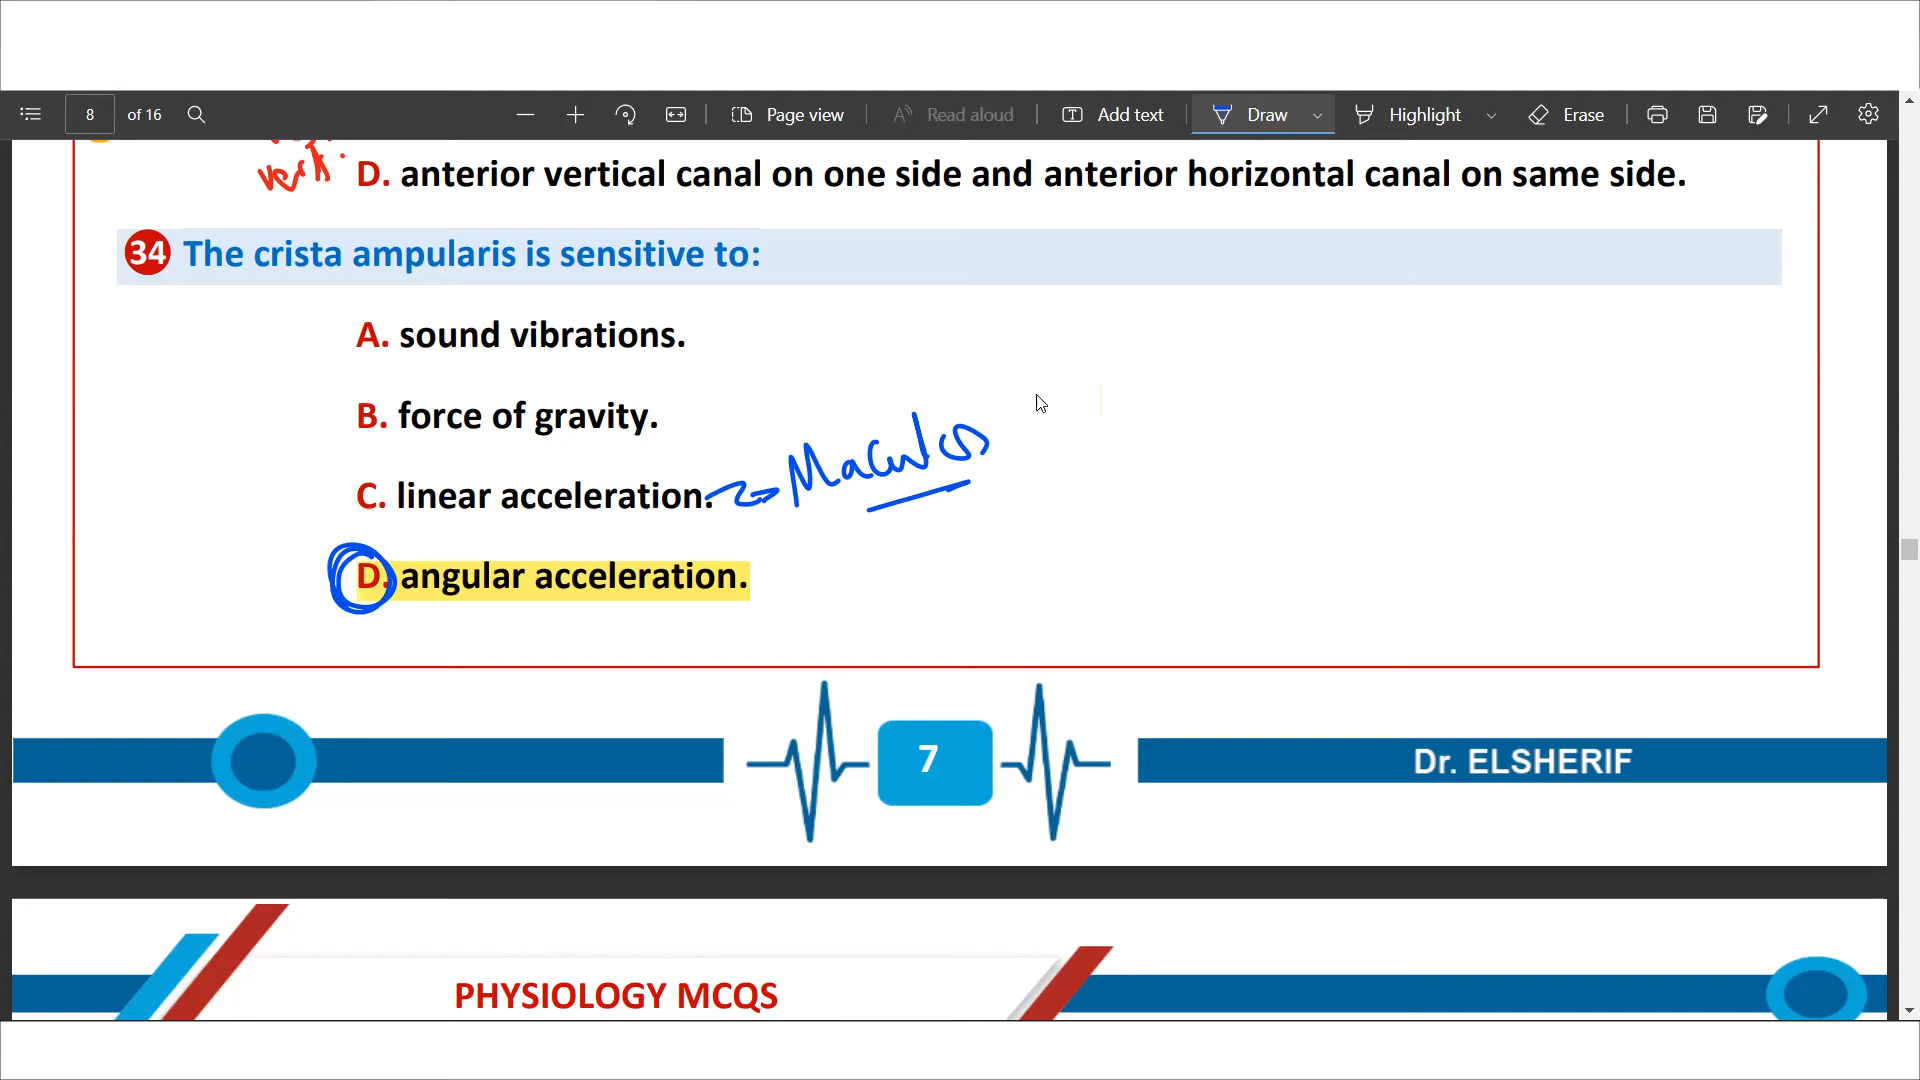 8 of 16 Page view Read aloud Add text Draw Highlight Erase
vert. D. anterior vertical canal on one side and anterior horizontal canal on same side.
34 The crista ampularis is sensitive to:
A. sound vibrations.
B. force of gravity.
C. linear acceleration. Maculas
D. angular acceleration.
7
Dr. ELSHERIF
PHYSIOLOGY MCQS